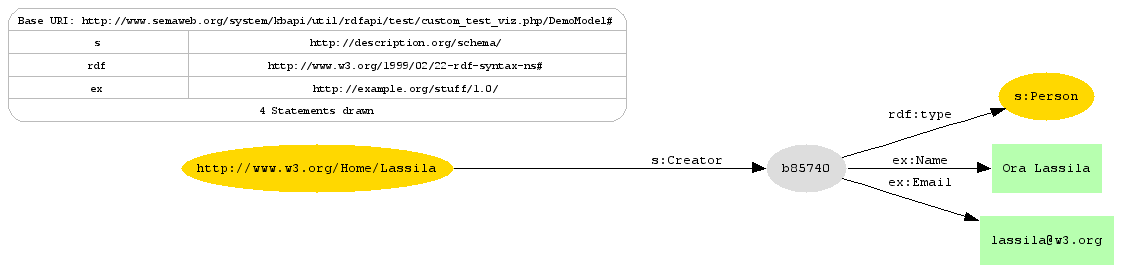 Base URI: http://www.semaweb.org/system/kbapi/util/rdfapi/test/custom_test_viz.php/DemoModel#
s http://description.org/schema/
rdf http://www.w3.org/1999/02/22-rdf-syntax-ns#
ex http://example.org/stuff/1.0/
4 Statements drawn
s:Person
rdf:type
http://www.w3.org/Home/Lassila
s:Creator
b85740
ex:Name
Ora Lassila
ex:Email
lassila@w3.org